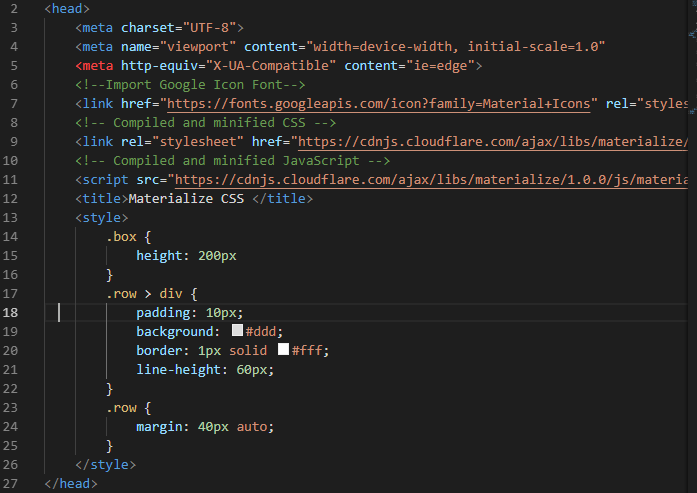 2 <head>
3 <meta charset="UTF-8">
4 <meta name="viewport" content="width=device-width, initial-scale=1.0"
5 <meta http-equiv="X-UA-Compatible" content="ie=edge">
6 <!--Import Google Icon Font-->
7 <link href="https://fonts.googleapis.com/icon?family=Material+Icons" rel="styles
8 <!-- Compiled and minified CSS -->
9 <link rel="stylesheet" href="https://cdnjs.cloudflare.com/ajax/libs/materialize/
10 <!-- Compiled and minified JavaScript -->
11 <script src="https://cdnjs.cloudflare.com/ajax/libs/materialize/1.0.0/js/materia
12 <title>Materialize CSS </title>
13 <style>
14 .box {
15 height: 200px
16 }
17 .row > div {
18 padding: 10px;
19 background: #ddd;
20 border: 1px solid #fff;
21 line-height: 60px;
22 }
23 .row {
24 margin: 40px auto;
25 }
26 </style>
27 </head>